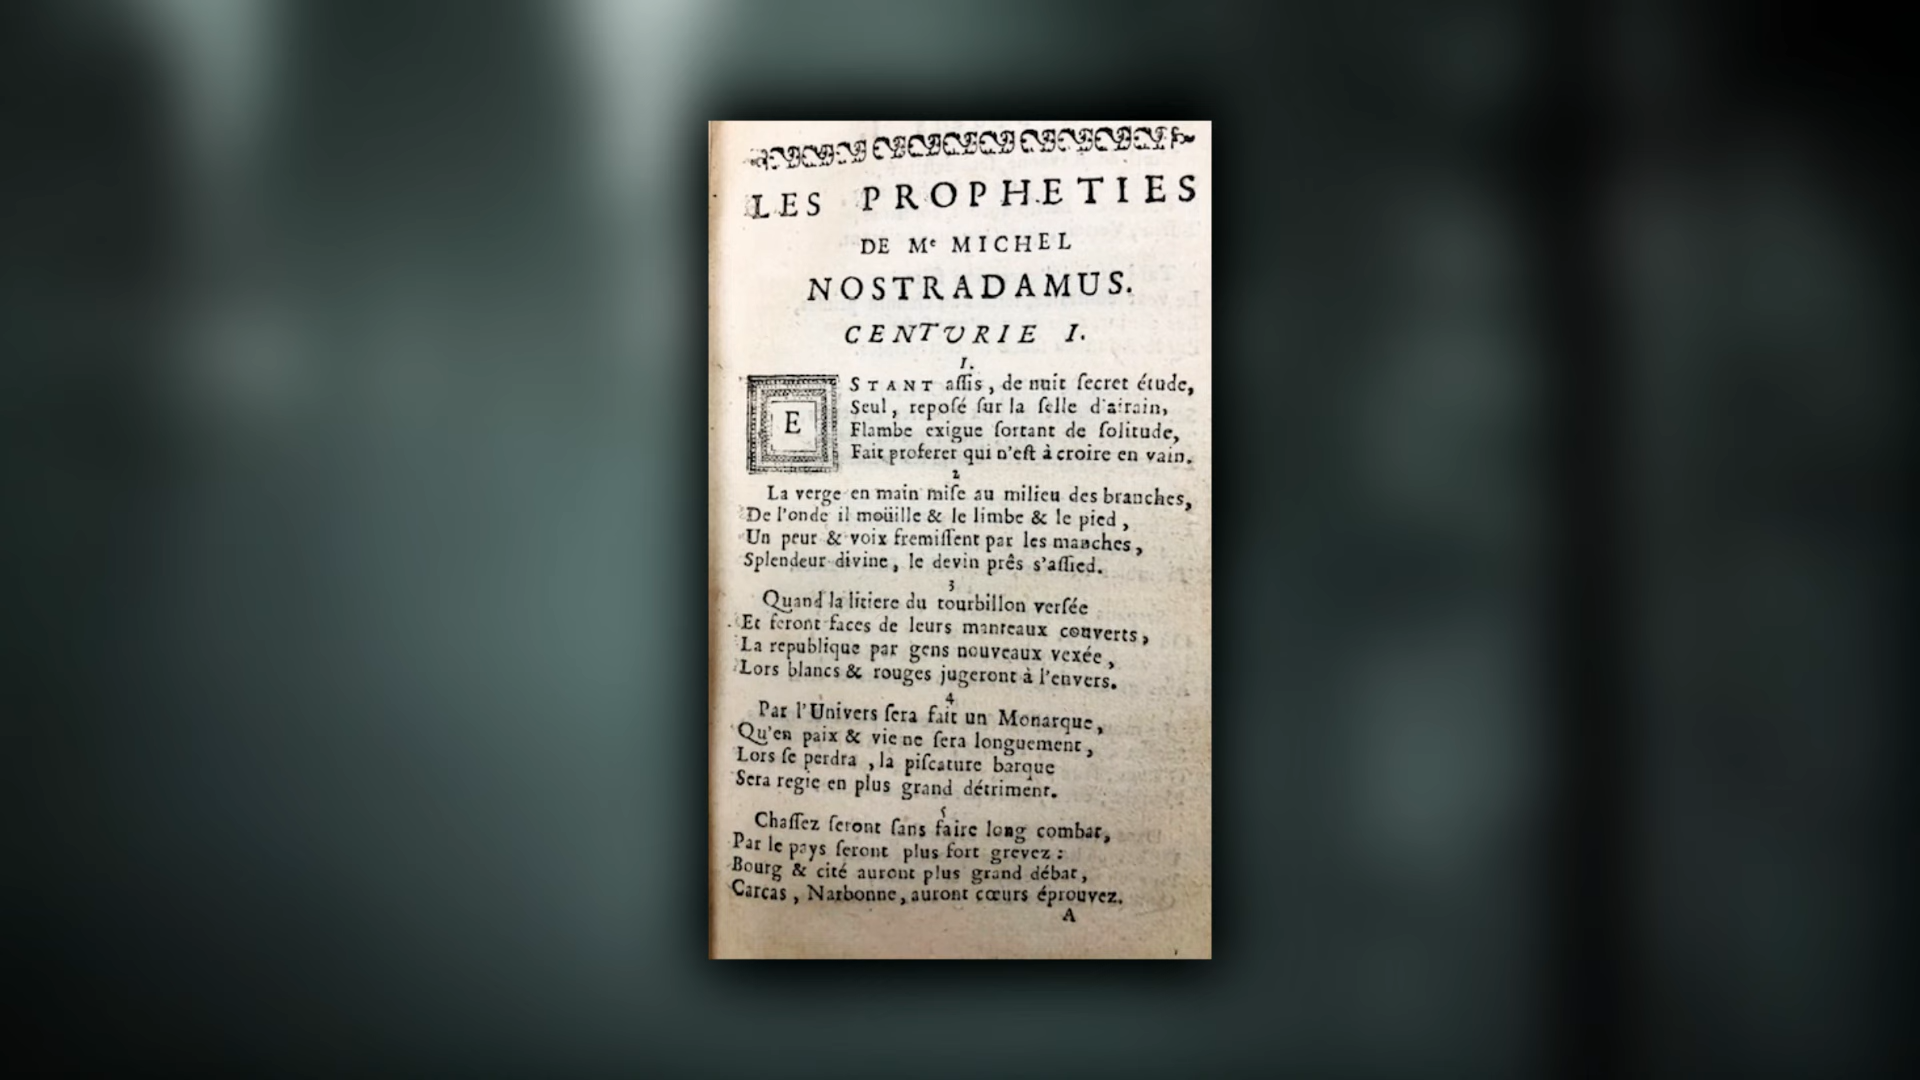 LES PROPHETIES
DE Me MICHEL
NOSTRADAMUS.
CENTURIE I.
1.
ESTANT assis, de nuit secret étude,
Seul, reposé sur la selle d'airain,
Flambe exigue sortant de solitude,
Fait proferer qui n'est à croire en vain.
2
La verge en main mise au milieu des branches,
De l'onde il moüille & le limbe & le pied,
Un peur & voix fremissent par les manches,
Splendeur divine, le devin près s'assied.
3
Quand la litiere du tourbillon versée
Et seront faces de leurs manteaux couverts,
La republique par gens nouveaux vexée,
Lors blancs & rouges jugeront à l'envers.
4
Par l'Univers sera fait un Monarque,
Qu'en paix & vie ne sera longuement,
Lors se perdra, la piscature barque
Sera regie en plus grand détriment.
5
Chassez seront sans faire long combat,
Par le pays seront plus fort grevez:
Bourg & cité auront plus grand débat,
Carcas, Narbonne, auront cœurs éprouvez.
A